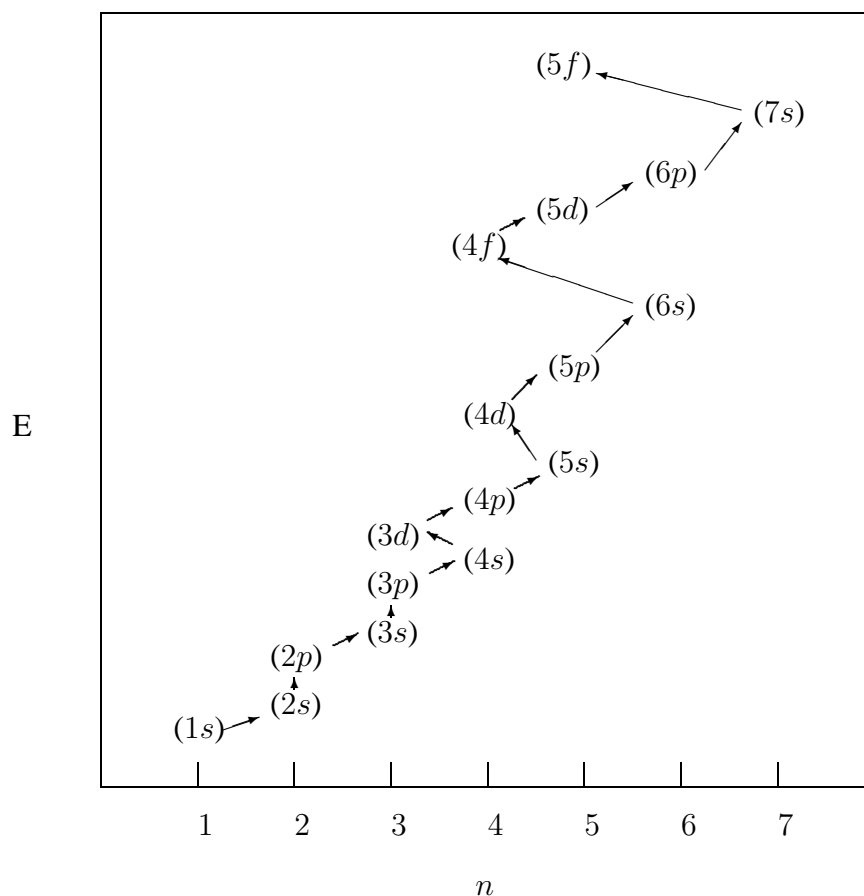 (5f)
(7s)
(6p)
(5d)
(4f)
(6s)
(5p)
(4d)
E
(5s)
(4p)
(3d)
(4s)
(3p)
(3s)
(2p)
(2s)
(1s)
1 2 3 4 5 6 7
n